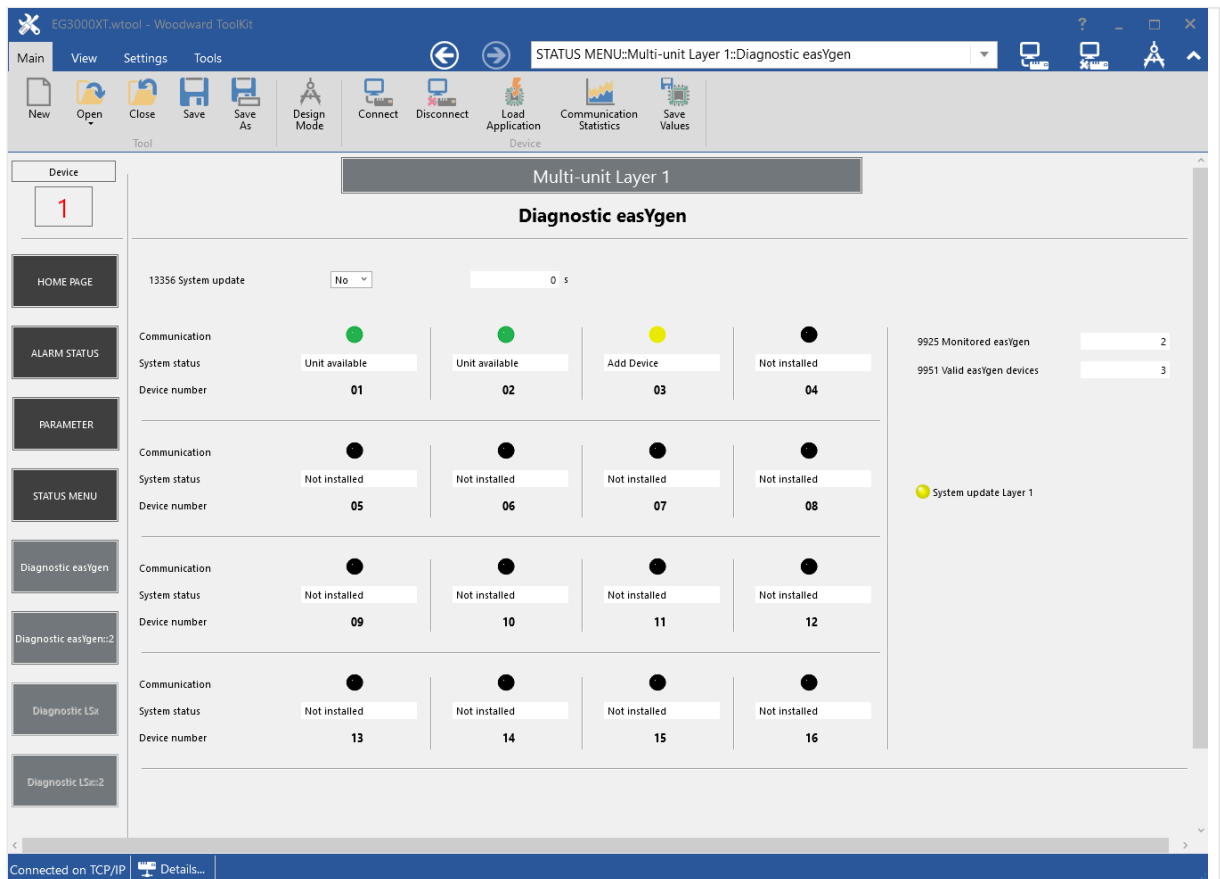 EG3000XT.wtool - Woodward ToolKit
?
Main View Settings Tools
STATUS MENU::Multi-unit Layer 1::Diagnostic easYgen
New Open Close Save Save As Design Mode Connect Disconnect Load Application Communication Statistics Save Values
Tool Device
Device
1
Multi-unit Layer 1
Diagnostic easYgen
HOME PAGE
ALARM STATUS
PARAMETER
STATUS MENU
Diagnostic easYgen
Diagnostic easYgen::2
Diagnostic LSx
Diagnostic LSx::2
13356 System update No 0 s
Communication
System status Unit available Unit available Add Device Not installed
Device number 01 02 03 04
Communication
System status Not installed Not installed Not installed Not installed
Device number 05 06 07 08
Communication
System status Not installed Not installed Not installed Not installed
Device number 09 10 11 12
Communication
System status Not installed Not installed Not installed Not installed
Device number 13 14 15 16
9925 Monitored easYgen 2
9951 Valid easYgen devices 3
System update Layer 1
Connected on TCP/IP Details...